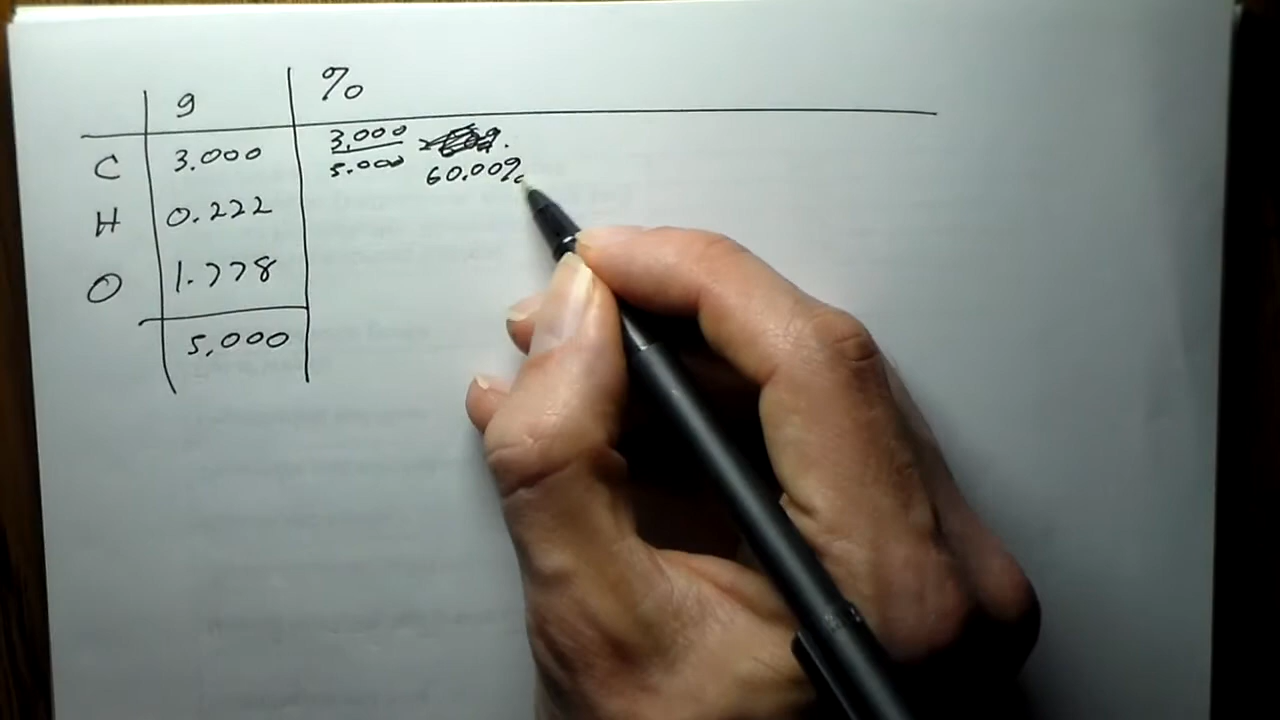 g %
C 3.000 3,000
5.000 60.00%
H 0.222
O 1.778
5,000